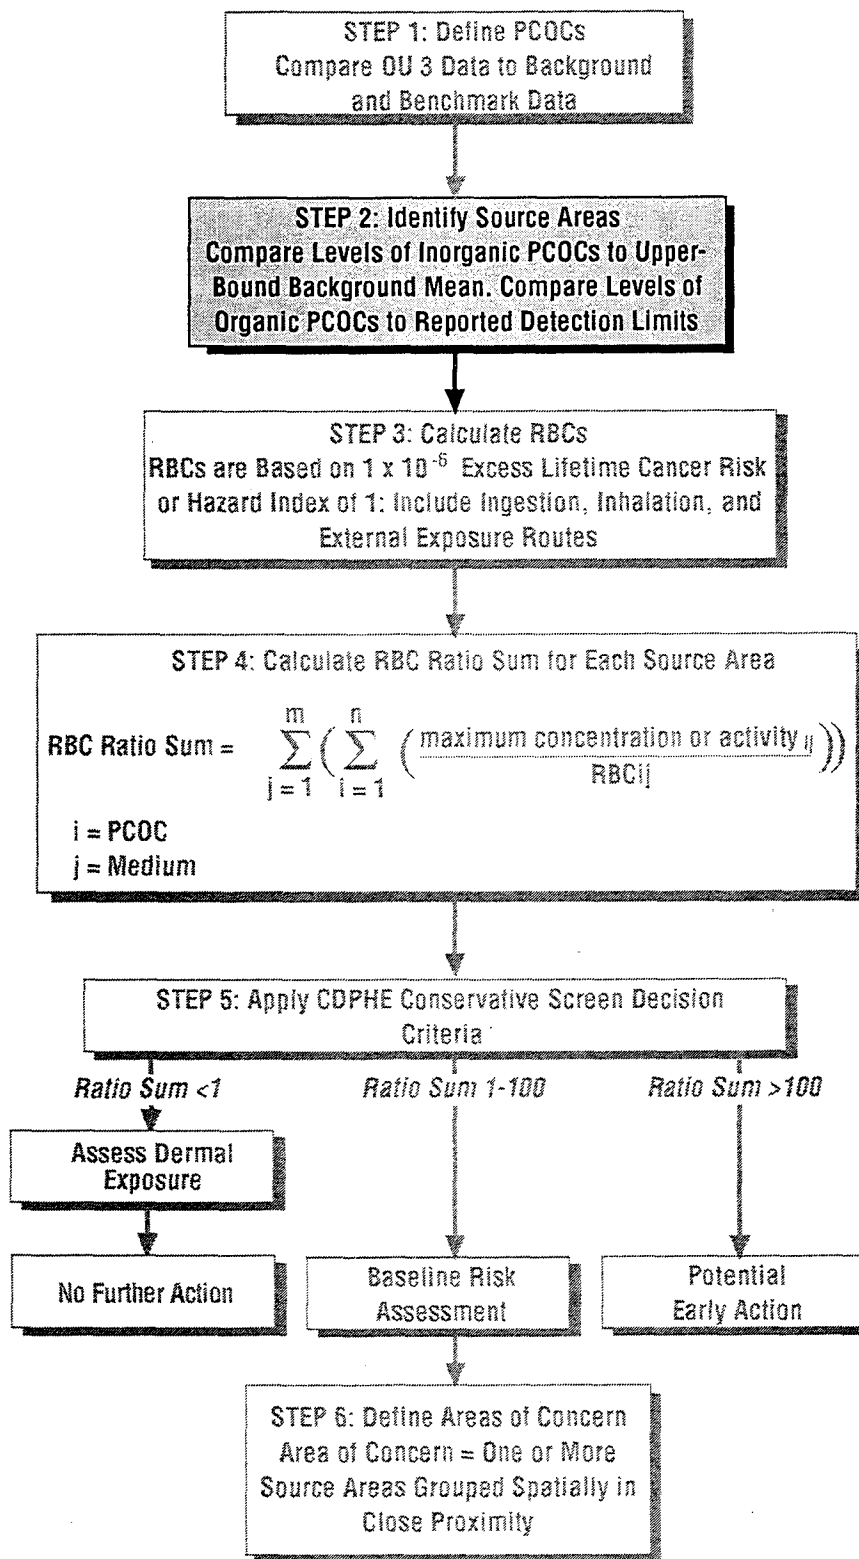 STEP 1: Define PCOCs
Compare OU 3 Data to Background
and Benchmark Data
STEP 2: Identify Source Areas
Compare Levels of Inorganic PCOCs to Upper-
Bound Background Mean. Compare Levels of
Organic PCOCs to Reported Detection Limits
STEP 3: Calculate RBCs
RBCs are Based on 1 x 10⁻⁶ Excess Lifetime Cancer Risk
or Hazard Index of 1: Include Ingestion, Inhalation, and
External Exposure Routes
STEP 4: Calculate RBC Ratio Sum for Each Source Area
RBC Ratio Sum = m ∑ j = 1 ( n ∑ i = 1 ( maximum concentration or activity ij / RBCij ))
i = PCOC
j = Medium
STEP 5: Apply CDPHE Conservative Screen Decision
Criteria
Ratio Sum <1
Ratio Sum 1-100
Ratio Sum >100
Assess Dermal
Exposure
No Further Action
Baseline Risk
Assessment
Potential
Early Action
STEP 6: Define Areas of Concern
Area of Concern = One or More
Source Areas Grouped Spatially in
Close Proximity